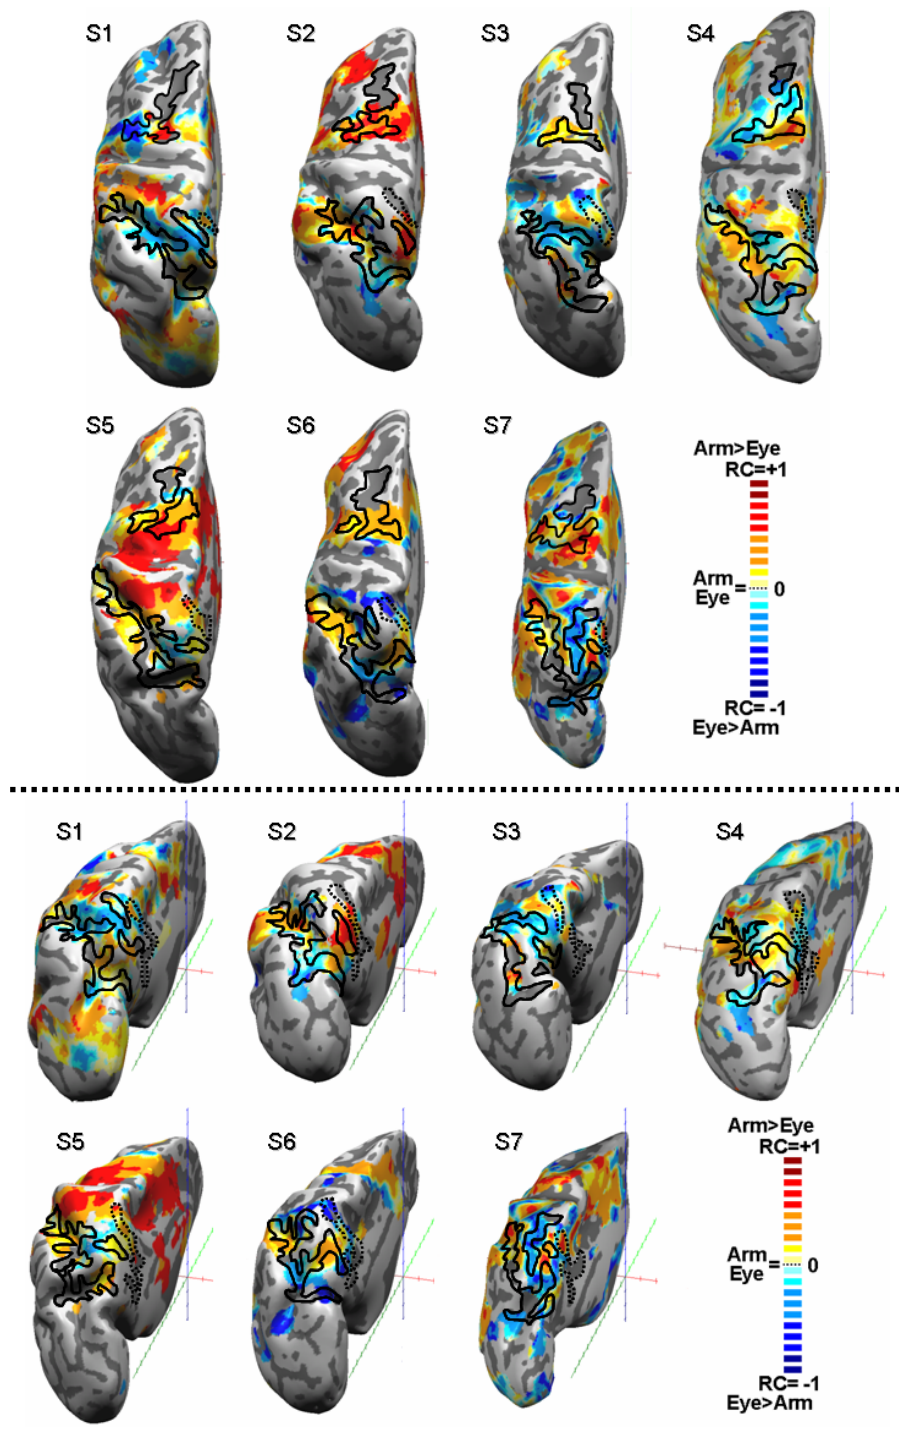 S1
S2
S3
S4
S5
S6
S7
Arm>Eye
RC=+1
Arm
Eye = 0
RC= -1
Eye>Arm
S1
S2
S3
S4
S5
S6
S7
Arm>Eye
RC=+1
Arm
Eye = 0
RC= -1
Eye>Arm